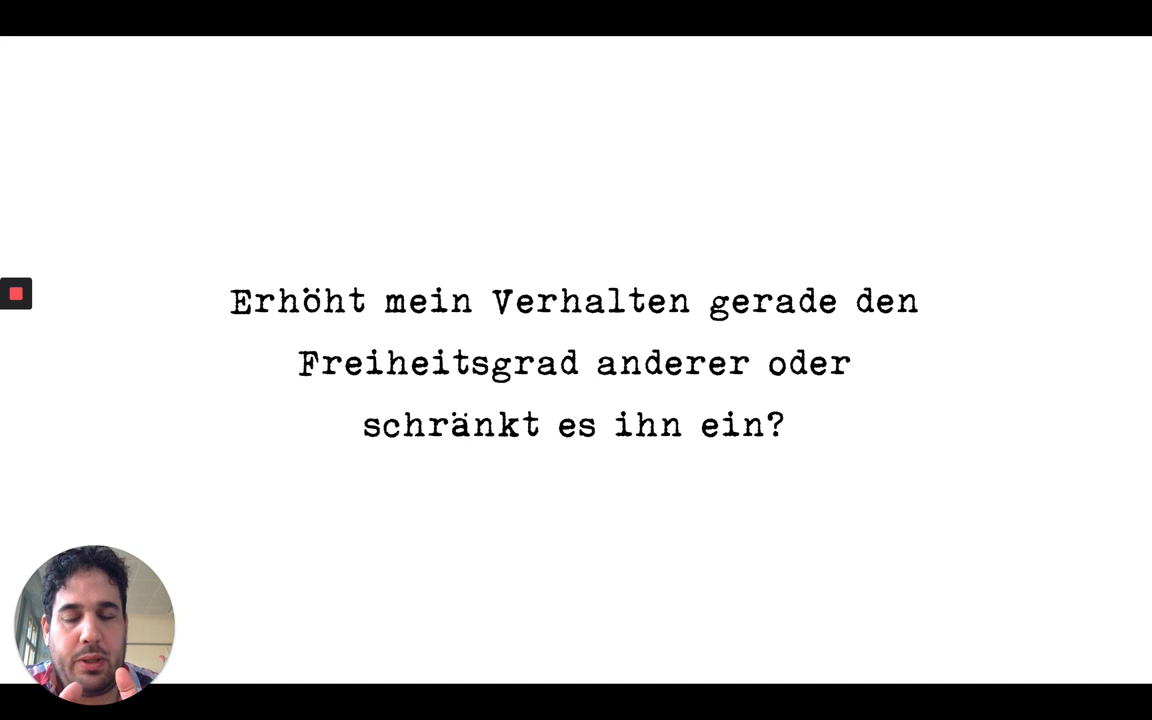 Erhöht mein Verhalten gerade den
Freiheitsgrad anderer oder
schränkt es ihn ein?